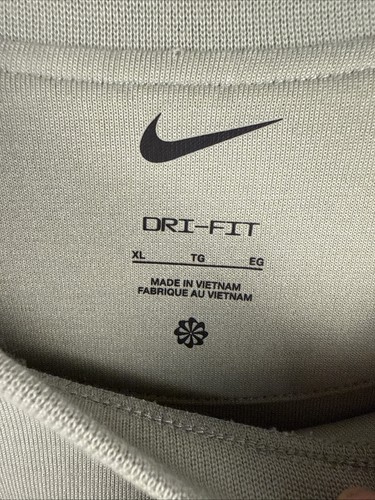 DRI-FIT
XL TG EG
MADE IN VIETNAM
FABRIQUE AU VIETNAM